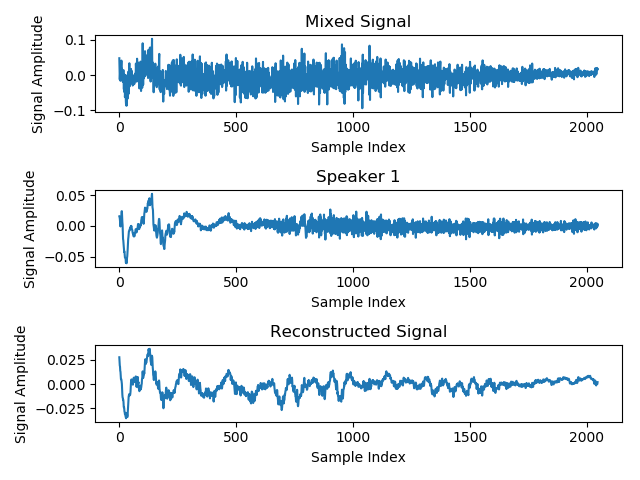 Mixed Signal
Signal Amplitude
0.1
0.0
−0.1
0 500 1000 1500 2000
Sample Index
Speaker 1
Signal Amplitude
0.05
0.00
−0.05
0 500 1000 1500 2000
Sample Index
Reconstructed Signal
Signal Amplitude
0.025
0.000
−0.025
0 500 1000 1500 2000
Sample Index